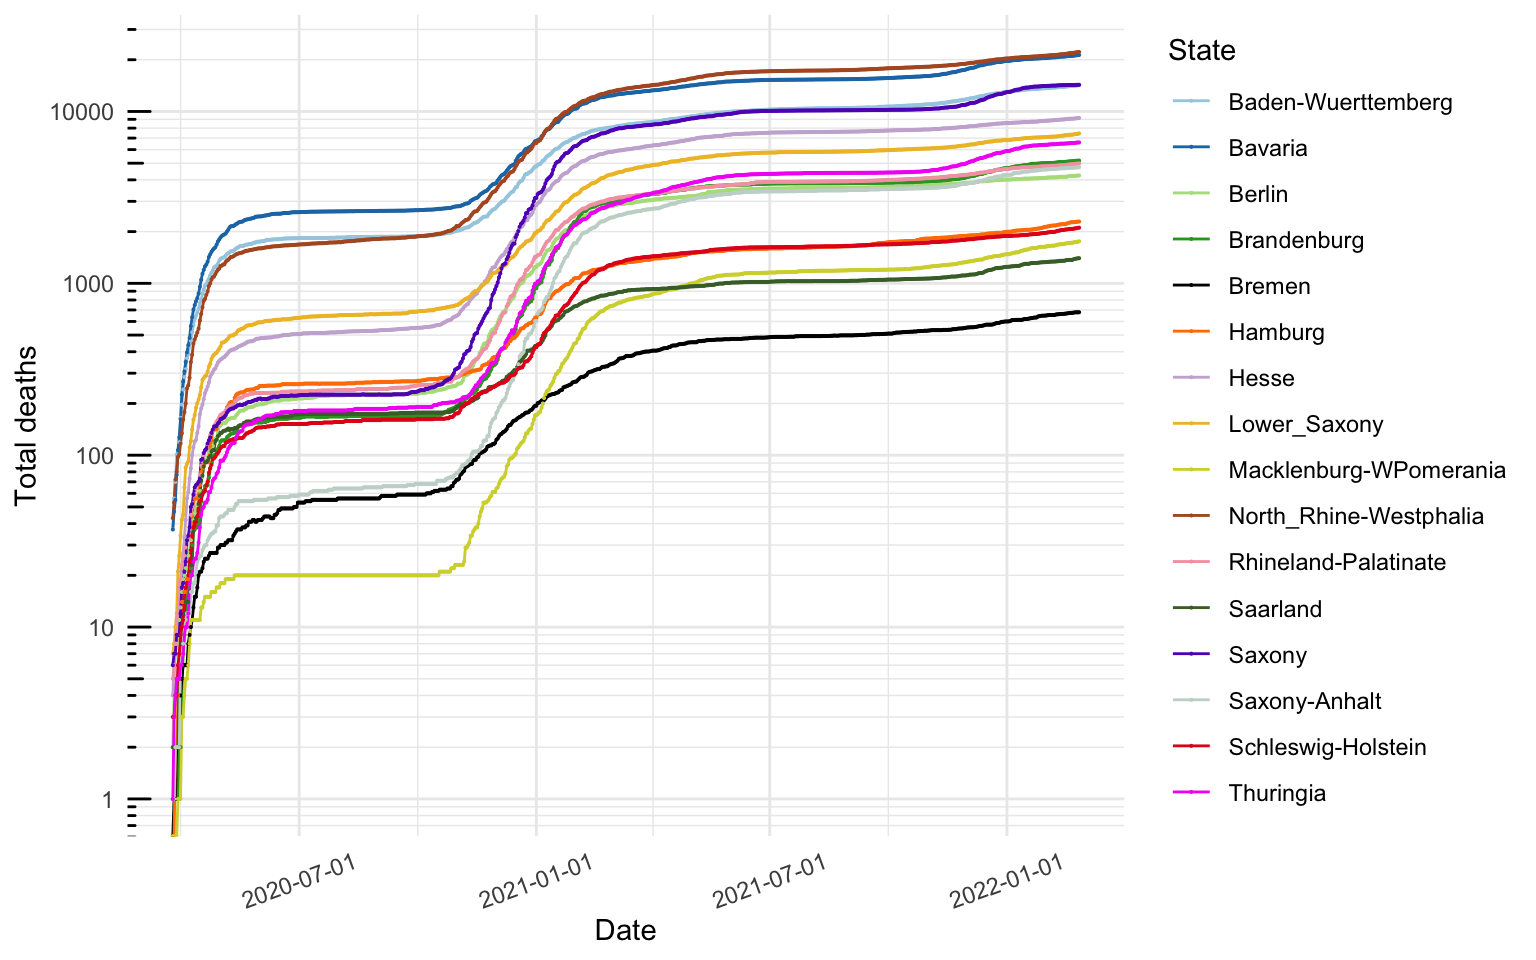 State
Baden-Wuerttemberg
Bavaria
Berlin
Brandenburg
Bremen
Hamburg
Hesse
Lower_Saxony
Macklenburg-WPomerania
North_Rhine-Westphalia
Rhineland-Palatinate
Saarland
Saxony
Saxony-Anhalt
Schleswig-Holstein
Thuringia
Total deaths
10000
1000
100
10
1
2020-07-01
2021-01-01
2021-07-01
2022-01-01
Date